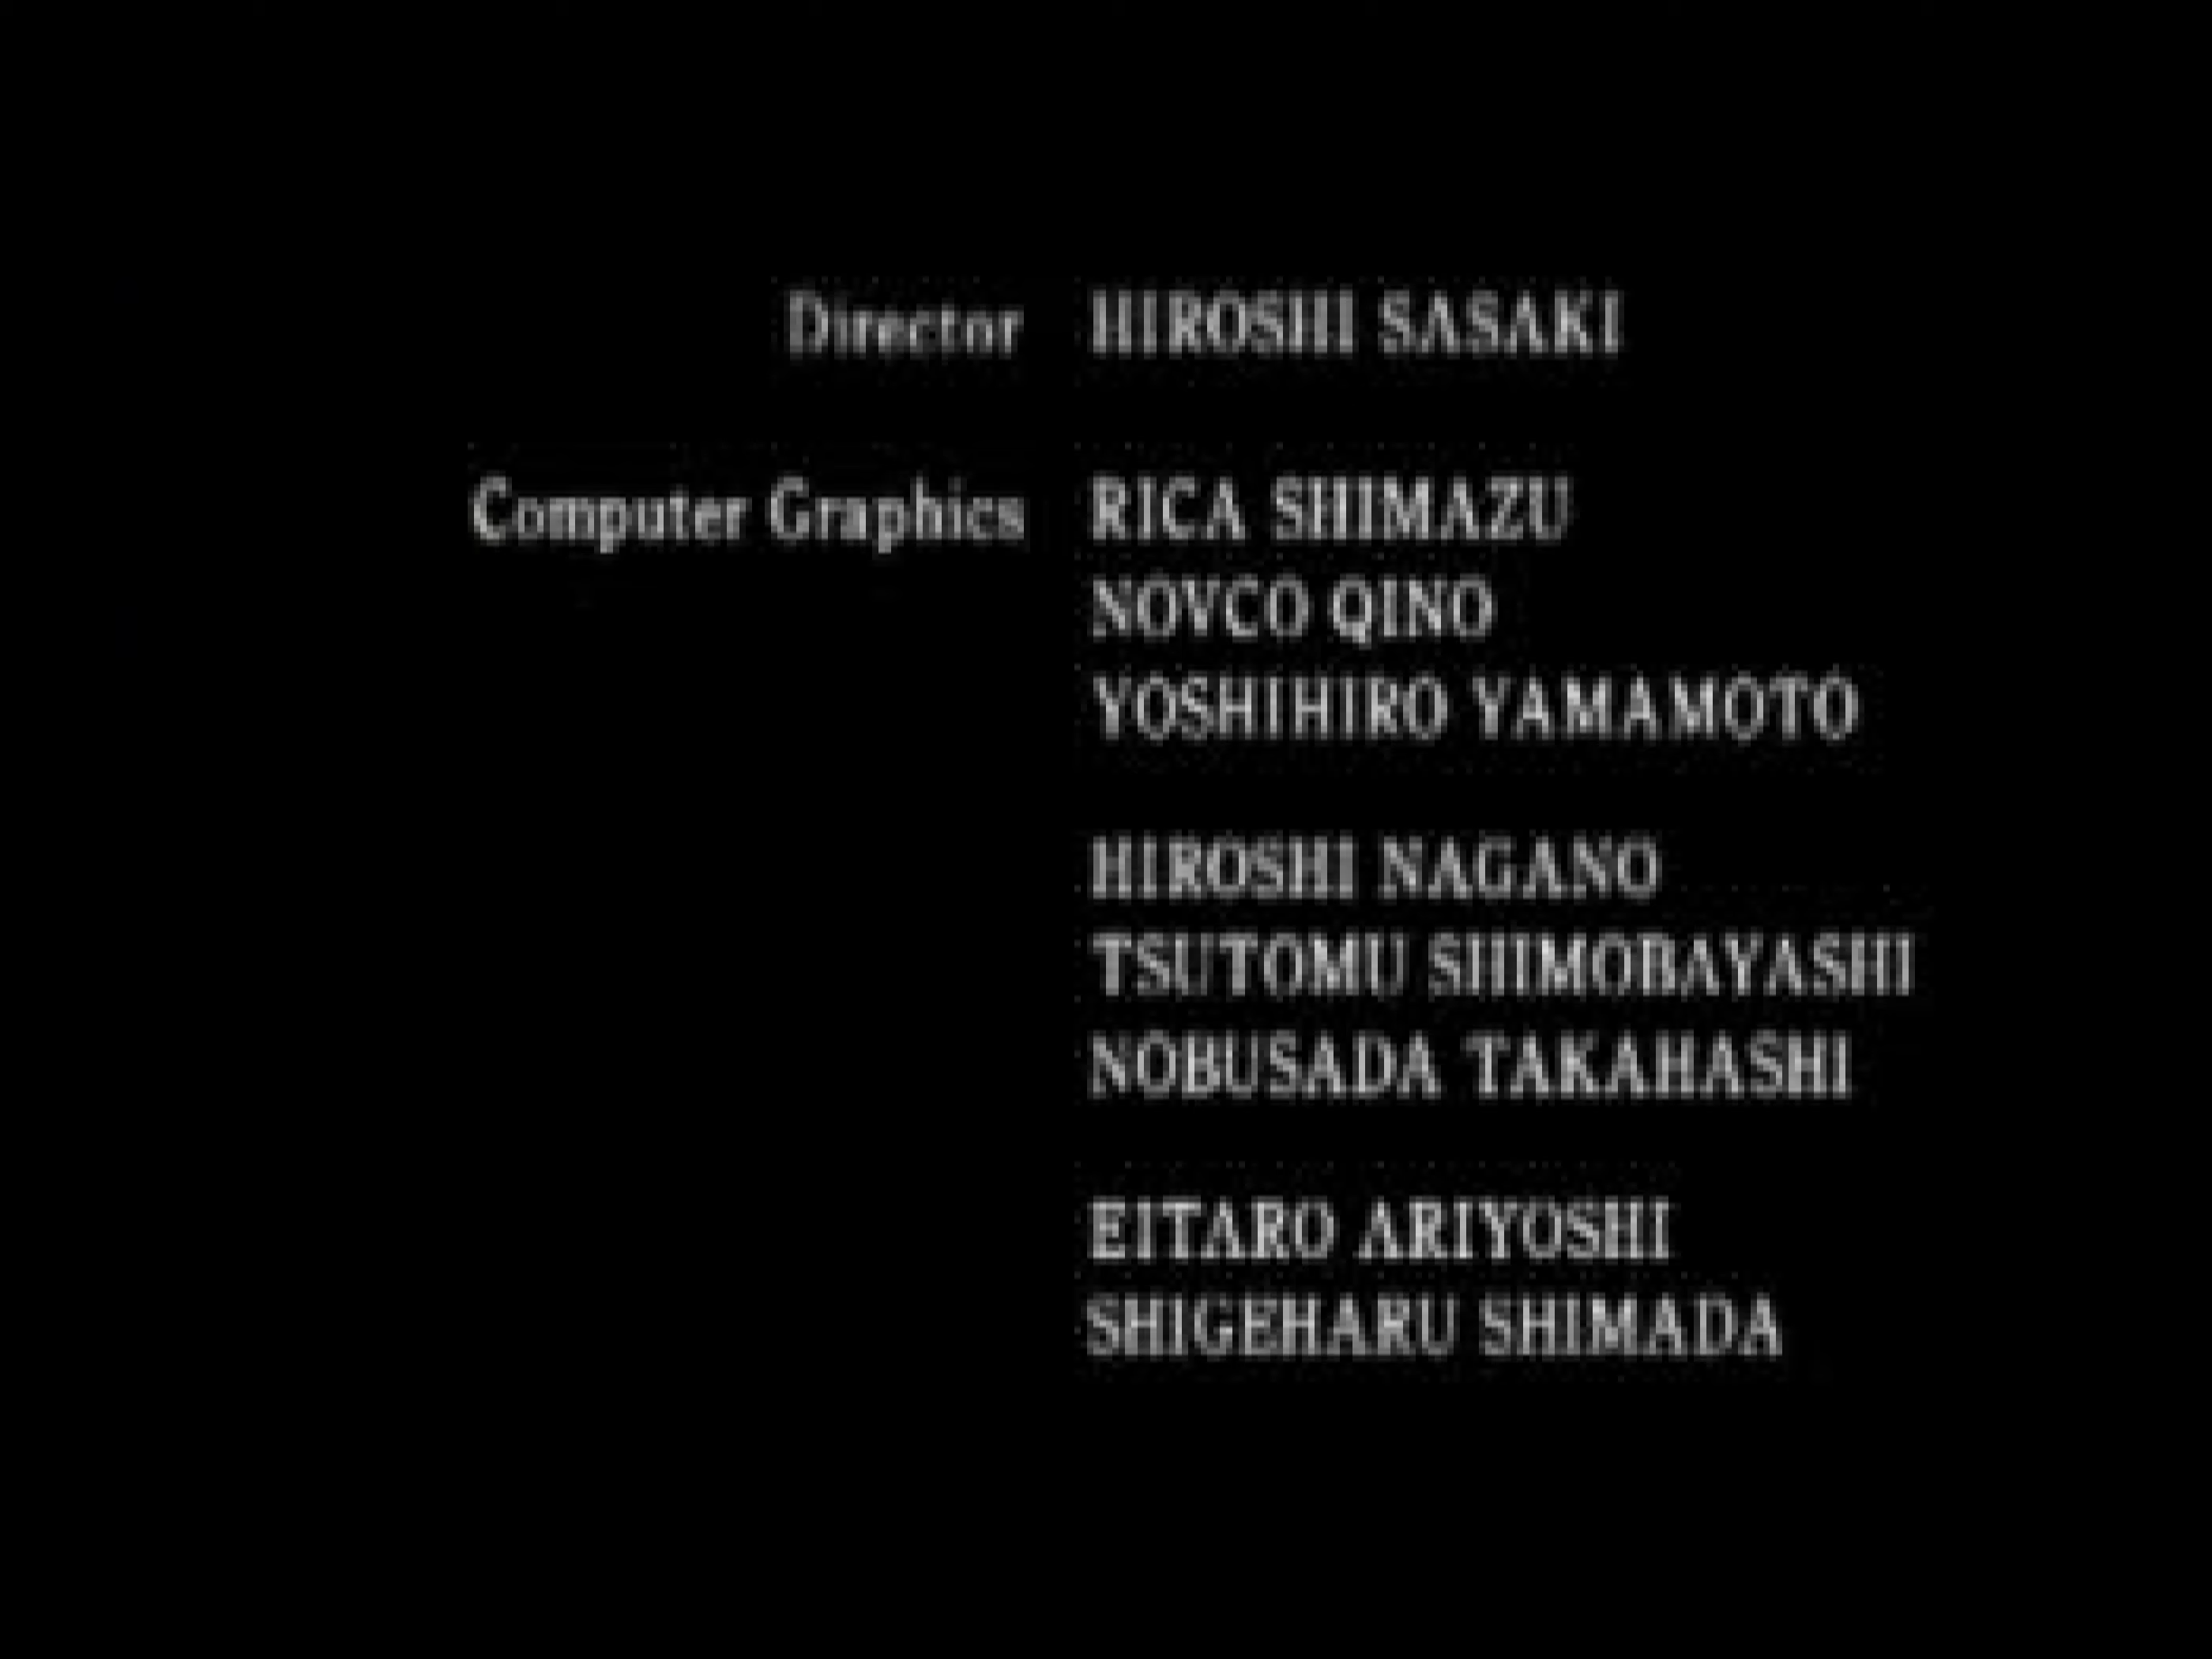 Director HIROSHI SASAKI
Computer Graphics RICA SHIMAZU
NOVCO QINO
YOSHIHIRO YAMAMOTO
HIROSHI NAGANO
TSUTOMU SHIMOBAYASHI
NOBUSADA TAKAHASHI
EITARO ARIYOSHI
SHIGEHARU SHIMADA